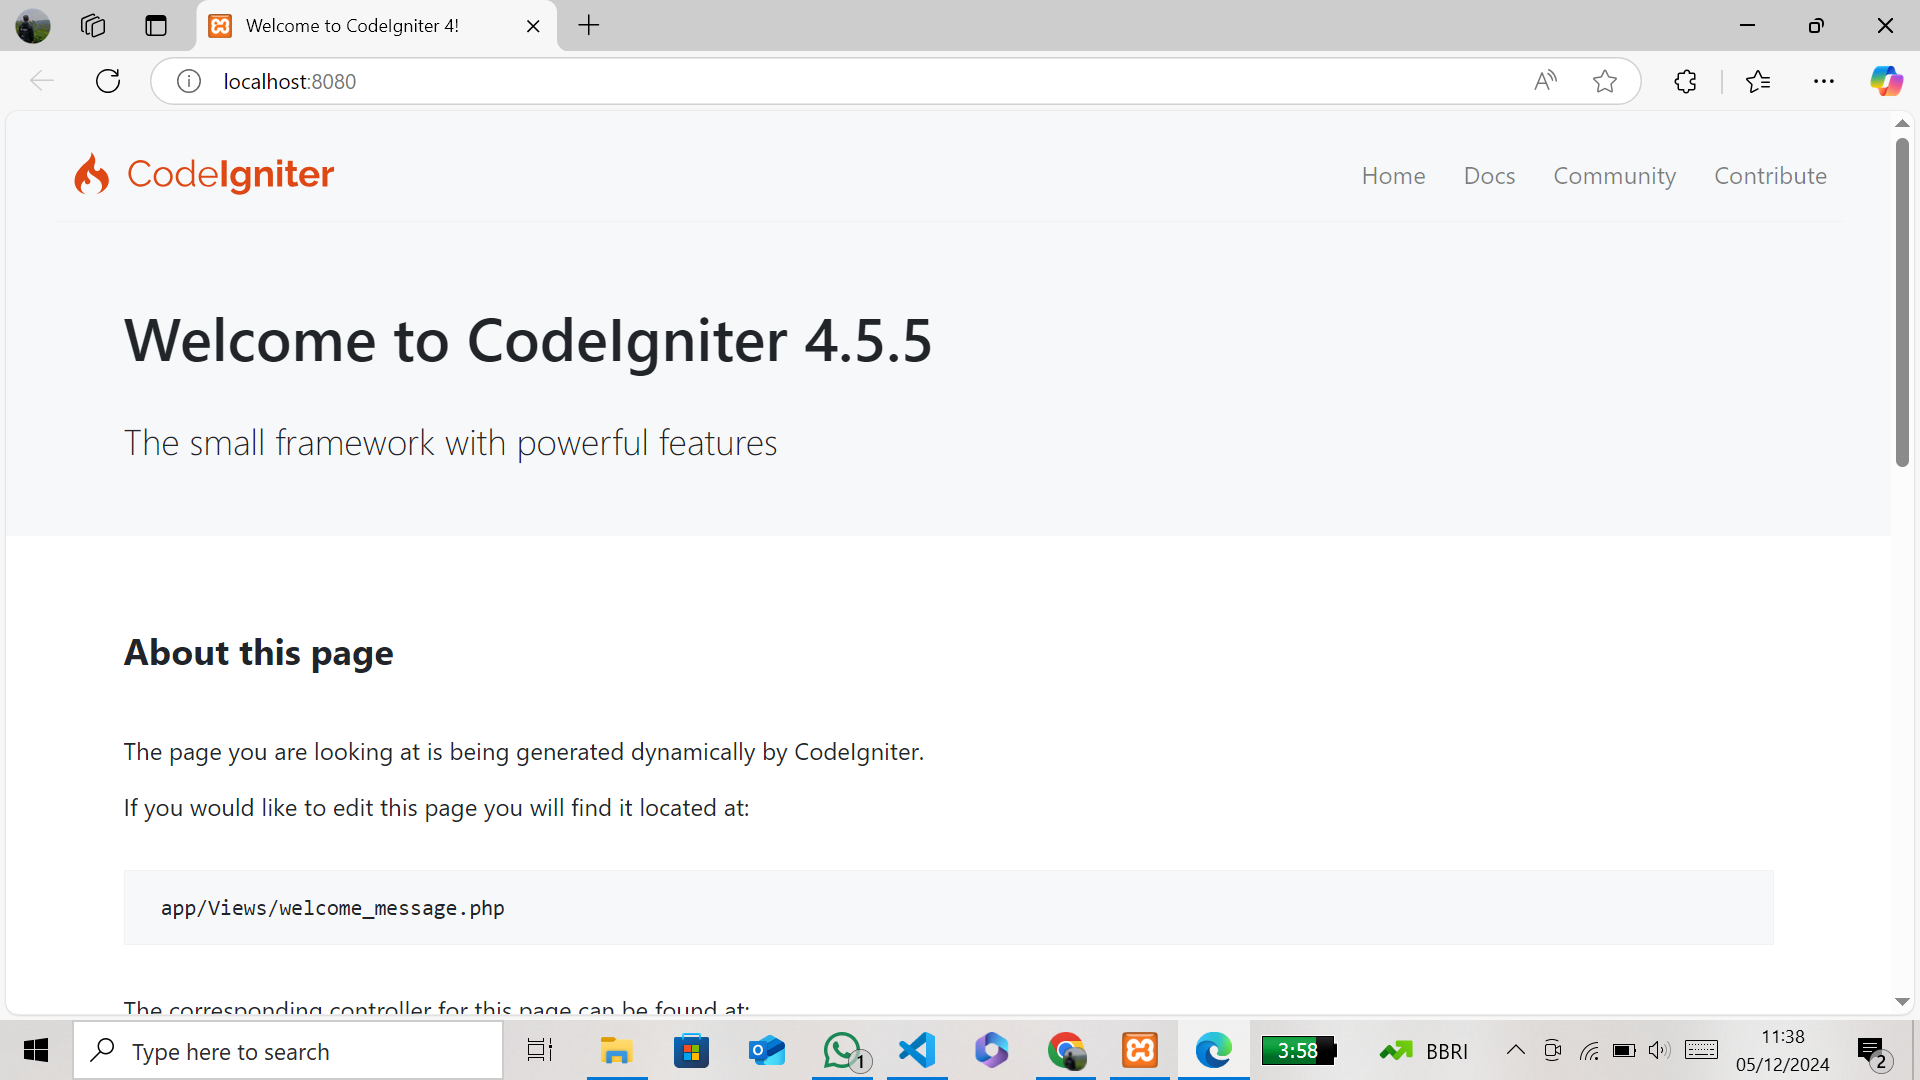 Welcome to CodeIgniter 4!
localhost:8080
CodeIgniter
Home Docs Community Contribute
Welcome to CodeIgniter 4.5.5
The small framework with powerful features
About this page
The page you are looking at is being generated dynamically by CodeIgniter.
If you would like to edit this page you will find it located at:
app/Views/welcome_message.php
The corresponding controller for this page can be found at:
Type here to search
1
3:58
BBRI
11:38
05/12/2024
2